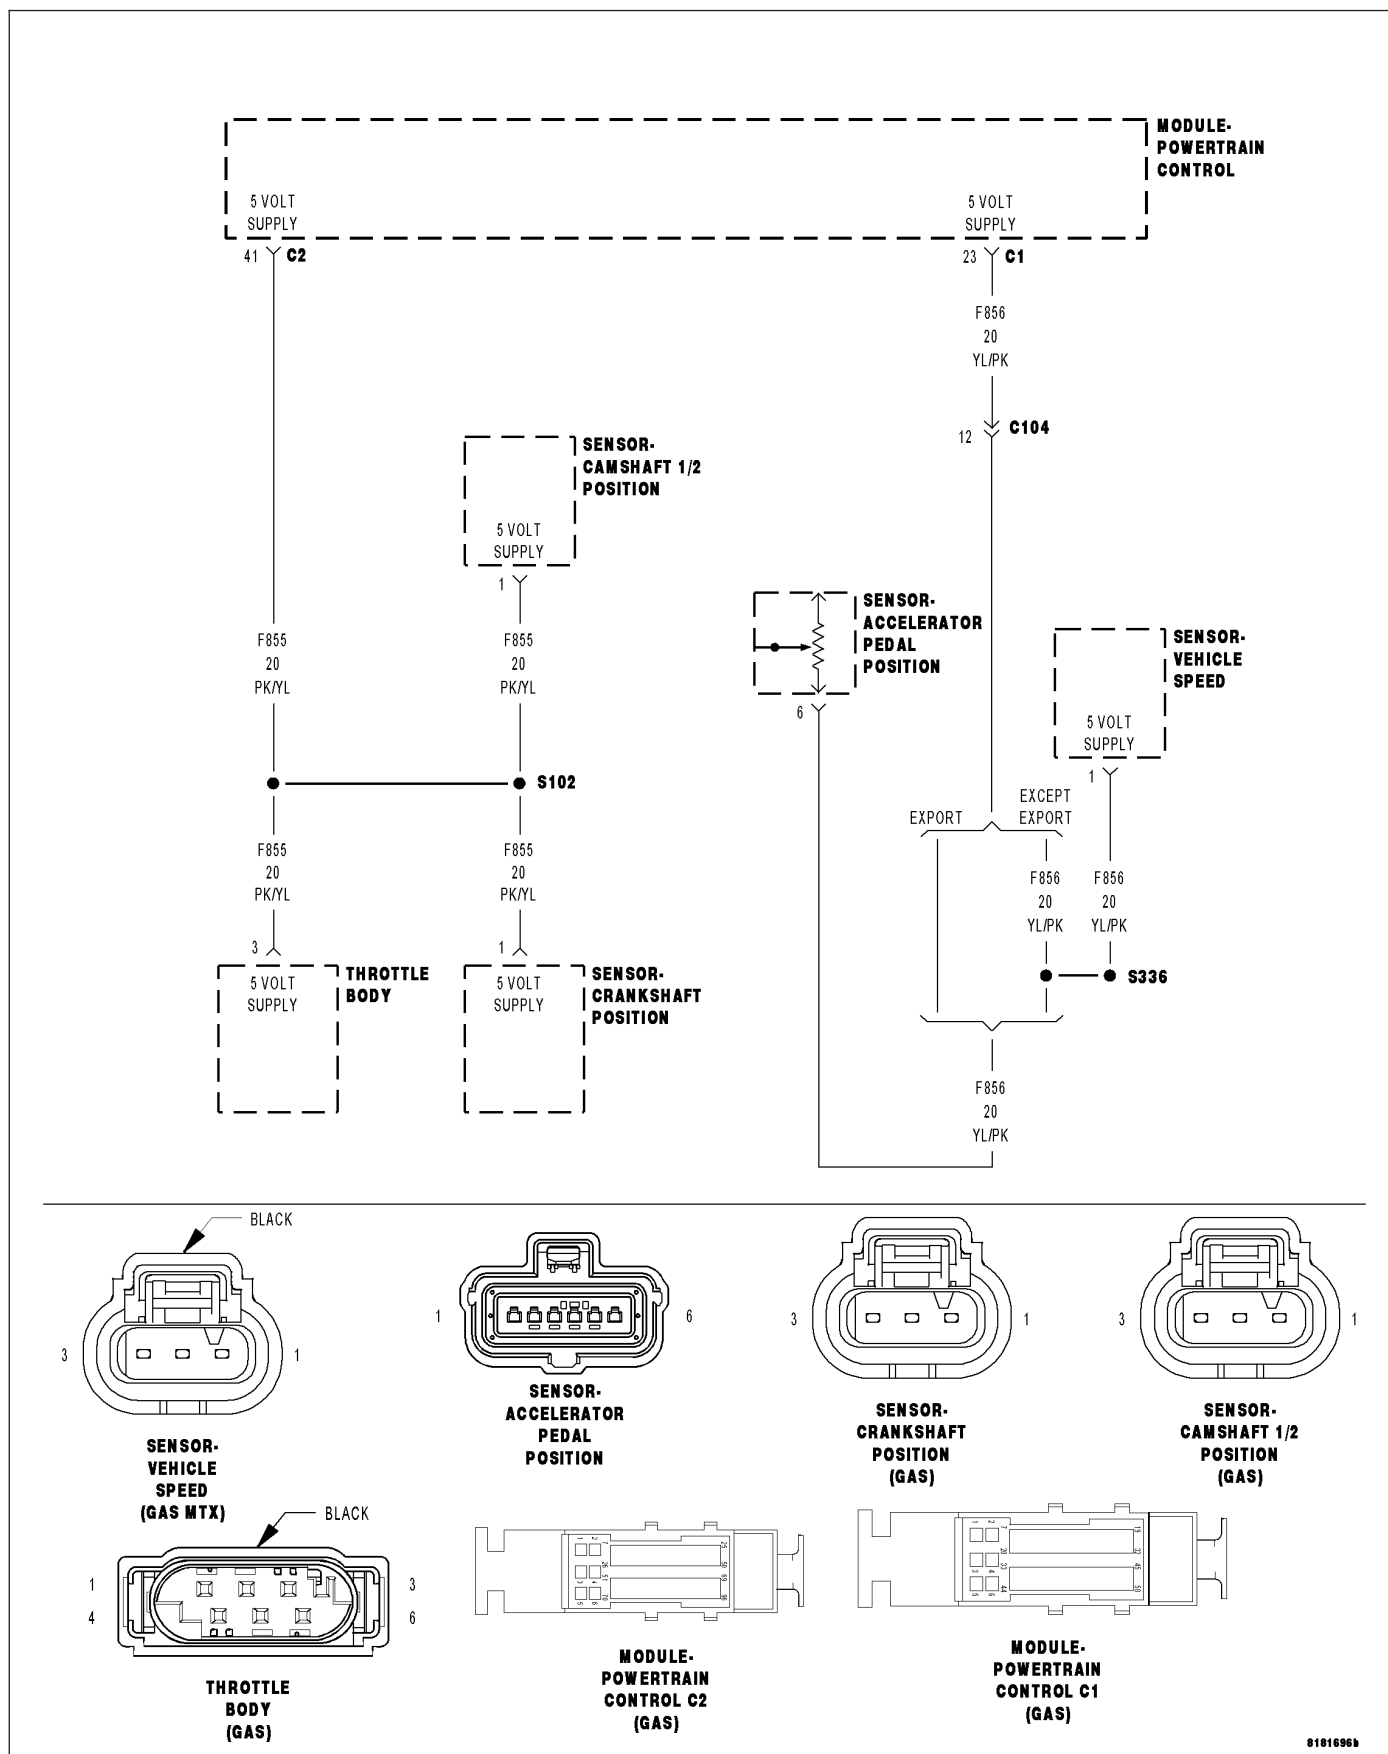 MODULE-
POWERTRAIN
CONTROL
5 VOLT
SUPPLY
5 VOLT
SUPPLY
41 C2
23 C1
F856
20
YL/PK
12 C104
SENSOR-
CAMSHAFT 1/2
POSITION
5 VOLT
SUPPLY
1
SENSOR-
ACCELERATOR
PEDAL
POSITION
6
SENSOR-
VEHICLE
SPEED
5 VOLT
SUPPLY
1
F855
20
PK/YL
F855
20
PK/YL
S102
EXPORT
EXCEPT
EXPORT
F855
20
PK/YL
F855
20
PK/YL
F856
20
YL/PK
F856
20
YL/PK
3
1
THROTTLE
BODY
5 VOLT
SUPPLY
SENSOR-
CRANKSHAFT
POSITION
5 VOLT
SUPPLY
S336
F856
20
YL/PK
BLACK
3
1
SENSOR-
VEHICLE
SPEED
(GAS MTX)
1
6
SENSOR-
ACCELERATOR
PEDAL
POSITION
3
1
SENSOR-
CRANKSHAFT
POSITION
(GAS)
3
1
SENSOR-
CAMSHAFT 1/2
POSITION
(GAS)
BLACK
1
3
4
6
THROTTLE
BODY
(GAS)
MODULE-
POWERTRAIN
CONTROL C2
(GAS)
MODULE-
POWERTRAIN
CONTROL C1
(GAS)
8181696b